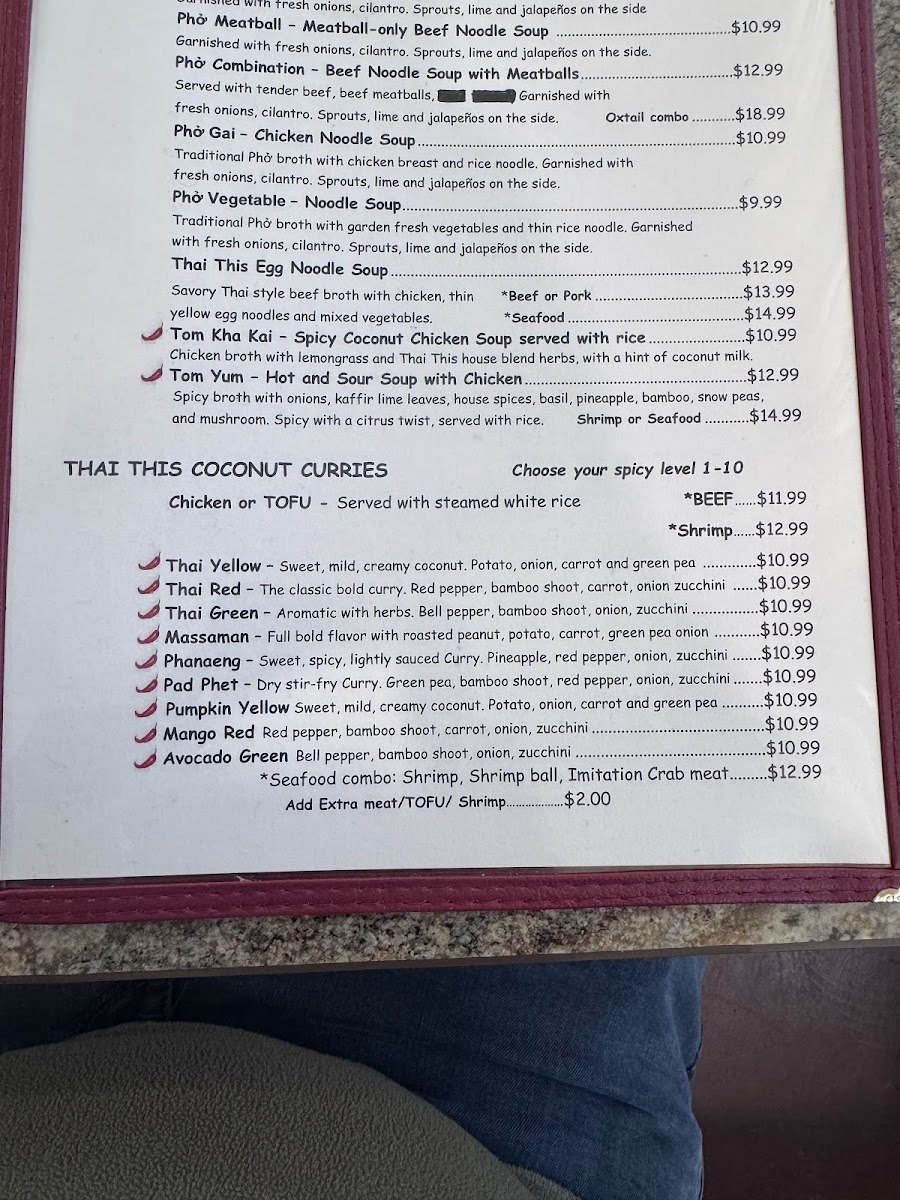 Garnished with fresh onions, cilantro. Sprouts, lime and jalapeños on the side
Phở Meatball - Meatball-only Beef Noodle Soup ...............................$10.99
Garnished with fresh onions, cilantro. Sprouts, lime and jalapeños on the side.
Phở Combination - Beef Noodle Soup with Meatballs...........................$12.99
Served with tender beef, beef meatballs, Garnished with
fresh onions, cilantro. Sprouts, lime and jalapeños on the side. Oxtail combo ..........$18.99
Phở Gai - Chicken Noodle Soup...............................................$10.99
Traditional Phở broth with chicken breast and rice noodle. Garnished with
fresh onions, cilantro. Sprouts, lime and jalapeños on the side.
Phở Vegetable - Noodle Soup.................................................$9.99
Traditional Phở broth with garden fresh vegetables and thin rice noodle. Garnished
with fresh onions, cilantro. Sprouts, lime and jalapeños on the side.
Thai This Egg Noodle Soup...................................................$12.99
Savory Thai style beef broth with chicken, thin *Beef or Pork ..............................$13.99
yellow egg noodles and mixed vegetables. *Seafood ..............................$14.99
Tom Kha Kai - Spicy Coconut Chicken Soup served with rice...................$10.99
Chicken broth with lemongrass and Thai This house blend herbs, with a hint of coconut milk.
Tom Yum - Hot and Sour Soup with Chicken....................................$12.99
Spicy broth with onions, kaffir lime leaves, house spices, basil, pineapple, bamboo, snow peas,
and mushroom. Spicy with a citrus twist, served with rice. Shrimp or Seafood ..........$14.99
THAI THIS COCONUT CURRIES Choose your spicy level 1-10
Chicken or TOFU - Served with steamed white rice *BEEF.....$11.99
*Shrimp.....$12.99
Thai Yellow - Sweet, mild, creamy coconut. Potato, onion, carrot and green pea ............$10.99
Thai Red - The classic bold curry. Red pepper, bamboo shoot, carrot, onion zucchini .....$10.99
Thai Green - Aromatic with herbs. Bell pepper, bamboo shoot, onion, zucchini ...............$10.99
Massaman - Full bold flavor with roasted peanut, potato, carrot, green pea onion ..........$10.99
Phanaeng - Sweet, spicy, lightly sauced Curry. Pineapple, red pepper, onion, zucchini .......$10.99
Pad Phet - Dry stir-fry Curry. Green pea, bamboo shoot, red pepper, onion, zucchini.......$10.99
Pumpkin Yellow Sweet, mild, creamy coconut. Potato, onion, carrot and green pea .........$10.99
Mango Red Red pepper, bamboo shoot, carrot, onion, zucchini.......................................$10.99
Avocado Green Bell pepper, bamboo shoot, onion, zucchini ...........................................$10.99
*Seafood combo: Shrimp, Shrimp ball, Imitation Crab meat.........$12.99
Add Extra meat/TOFU/ Shrimp..................$2.00